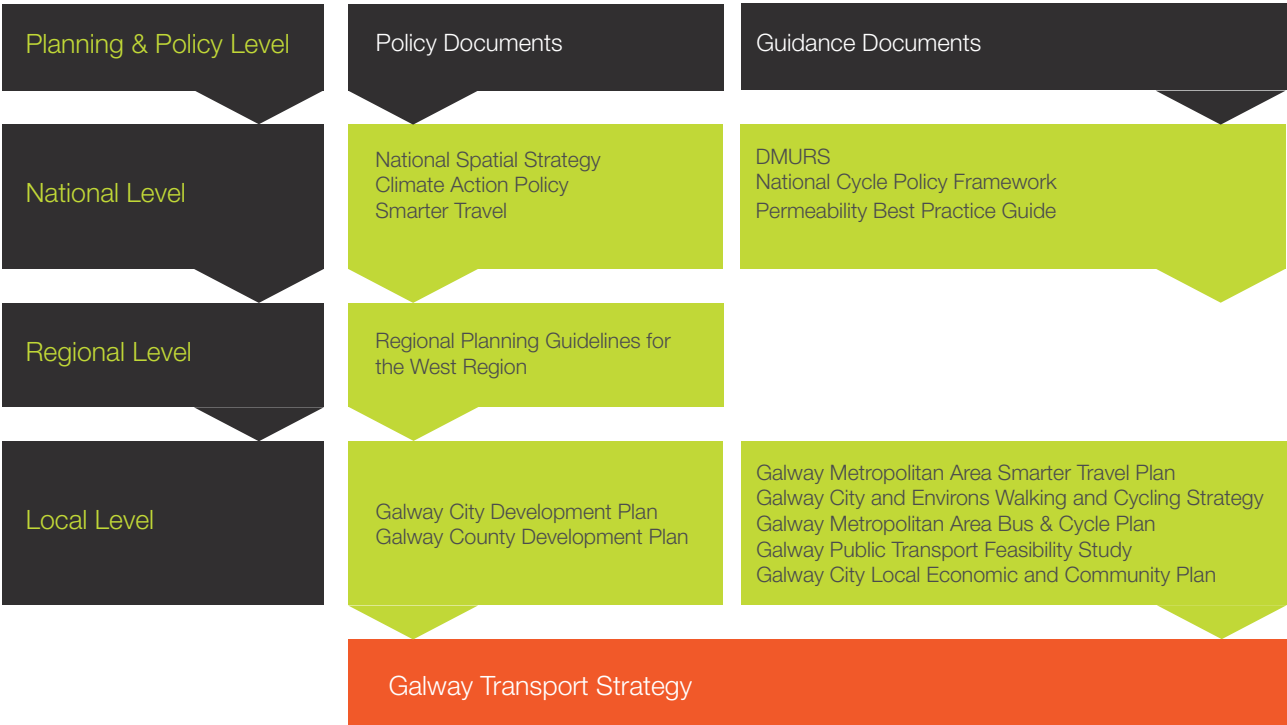 Planning & Policy Level
Policy Documents
Guidance Documents
National Level
National Spatial Strategy
Climate Action Policy
Smarter Travel
DMURS
National Cycle Policy Framework
Permeability Best Practice Guide
Regional Level
Regional Planning Guidelines for
the West Region
Local Level
Galway City Development Plan
Galway County Development Plan
Galway Metropolitan Area Smarter Travel Plan
Galway City and Environs Walking and Cycling Strategy
Galway Metropolitan Area Bus & Cycle Plan
Galway Public Transport Feasibility Study
Galway City Local Economic and Community Plan
Galway Transport Strategy